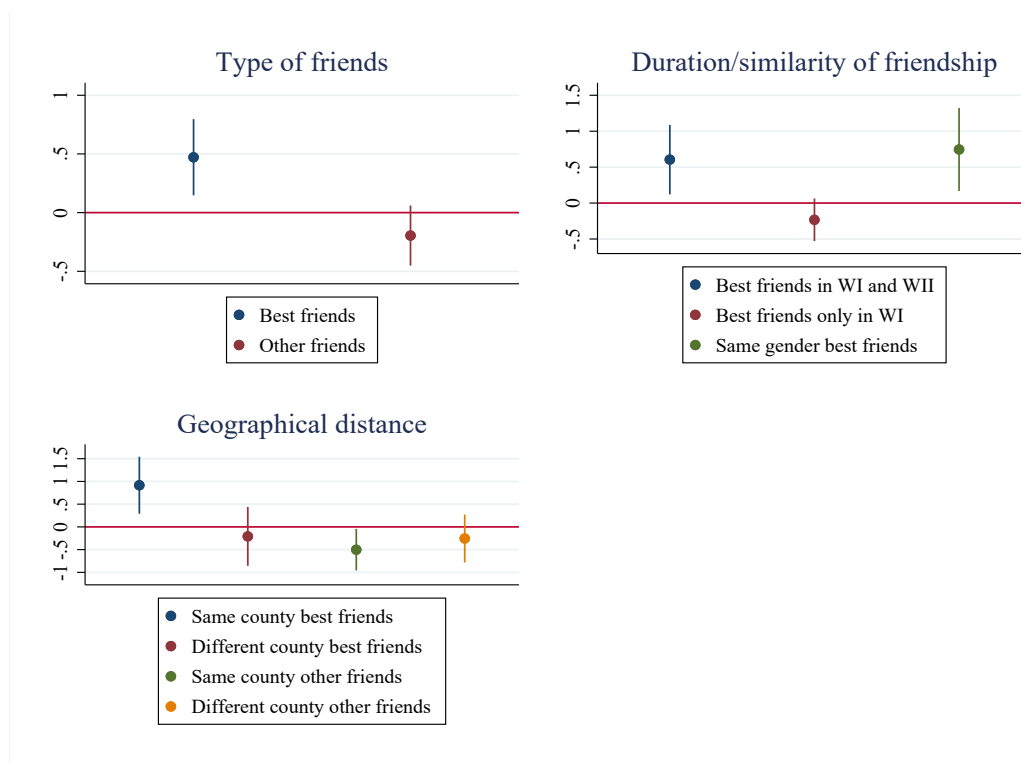 Type of friends
1
.5
0
-.5
Best friends
Other friends
Duration/similarity of friendship
1.5
1
.5
0
-.5
Best friends in WI and WII
Best friends only in WI
Same gender best friends
Geographical distance
1.5
1
.5
0
-.5
-1
Same county best friends
Different county best friends
Same county other friends
Different county other friends